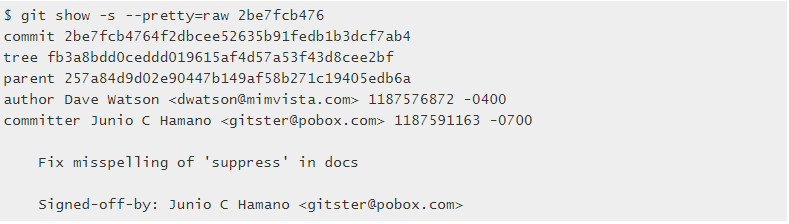 $ git show -s --pretty=raw 2be7fcb476
commit 2be7fcb4764f2dbcee52635b91fedb1b3dcf7ab4
tree fb3a8bdd0ceddd019615af4d57a53f43d8cee2bf
parent 257a84d9d02e90447b149af58b271c19405edb6a
author Dave Watson <dwatson@mimvista.com> 1187576872 -0400
committer Junio C Hamano <gitster@pobox.com> 1187591163 -0700
Fix misspelling of 'suppress' in docs
Signed-off-by: Junio C Hamano <gitster@pobox.com>